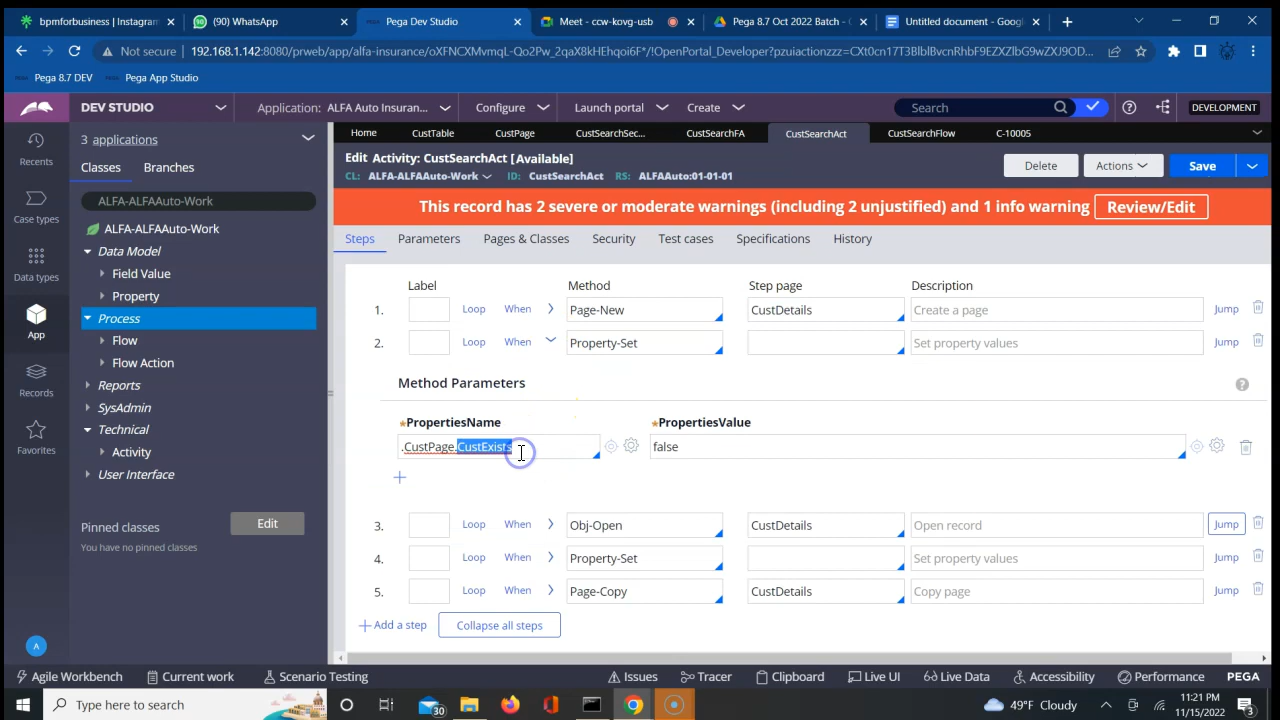 bpmforbusiness | Instagram
(90) WhatsApp
Pega Dev Studio
Meet - ccw-kovg-usb
Pega 8.7 Oct 2022 Batch -
Untitled document - Google
Not secure | 192.168.1.142:8080/prweb/app/alfa-insurance/
Pega 8.7 DEV
Pega App Studio
DEV STUDIO
Application: ALFA Auto Insuran...
Configure
Launch portal
Create
Search
DEVELOPMENT
3 applications
Home
CustTable
CustPage
CustSearchSec...
CustSearchFA
CustSearchAct
CustSearchFlow
C-10005
Recents
Case types
Data types
App
Records
Favorites
A
Classes
Branches
ALFA-ALFAAuto-Work
ALFA-ALFAAuto-Work
Data Model
Field Value
Property
Process
Flow
Flow Action
Reports
SysAdmin
Technical
Activity
User Interface
Pinned classes
Edit
You have no pinned classes
Edit Activity: CustSearchAct [Available]
CL: ALFA-ALFAAuto-Work ID: CustSearchAct RS: ALFAAuto:01-01-01
Delete
Actions
Save
This record has 2 severe or moderate warnings (including 2 unjustified) and 1 info warning
Review/Edit
Steps
Parameters
Pages & Classes
Security
Test cases
Specifications
History
Label Method Step page Description
1. Loop When Page-New CustDetails Create a page Jump
2. Loop When Property-Set Set property values Jump
Method Parameters
*PropertiesName *PropertiesValue
.CustPage.CustExists false
3. Loop When Obj-Open CustDetails Open record Jump
4. Loop When Property-Set Set property values Jump
5. Loop When Page-Copy CustDetails Copy page Jump
Add a step
Collapse all steps
Agile Workbench
Current work
Scenario Testing
Issues
Tracer
Clipboard
Live UI
Live Data
Accessibility
Performance
PEGA
Type here to search
30
49°F Cloudy
11:21 PM
11/15/2022
3